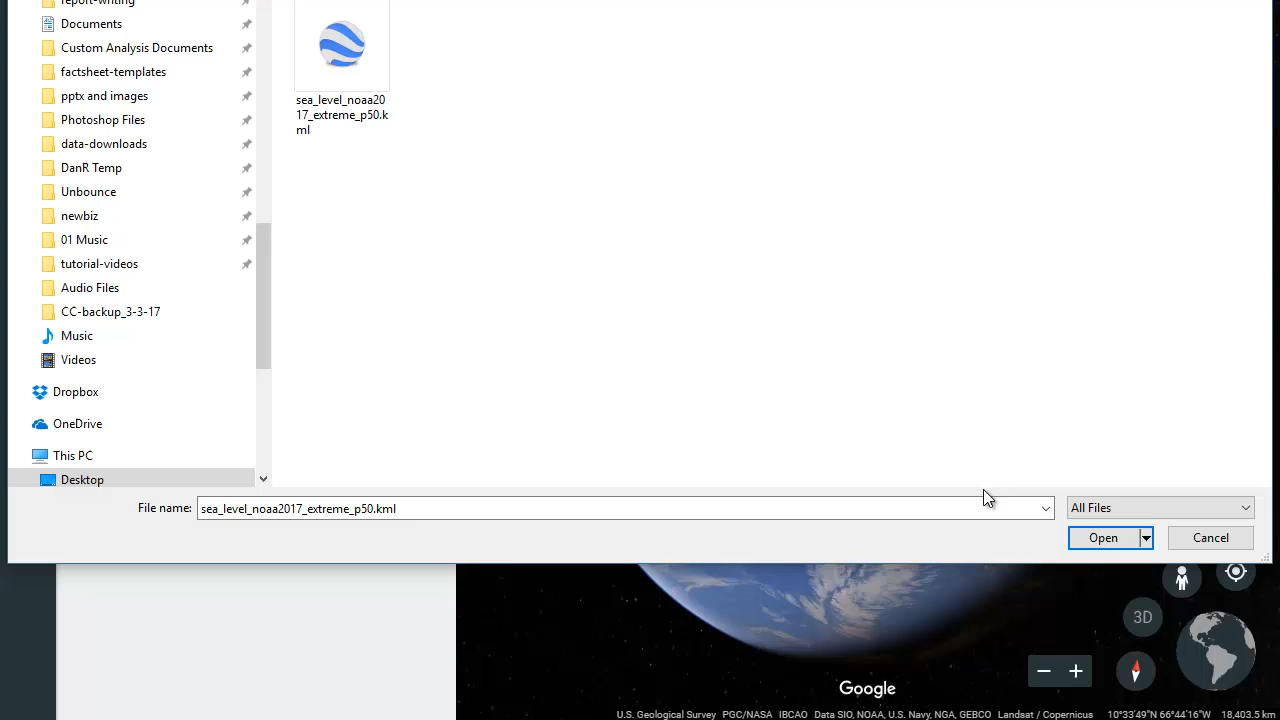 report-writing
Documents
Custom Analysis Documents
factsheet-templates
pptx and images
Photoshop Files
data-downloads
DanR Temp
Unbounce
newbiz
01 Music
tutorial-videos
Audio Files
CC-backup_3-3-17
Music
Videos
Dropbox
OneDrive
This PC
Desktop
sea_level_noaa20
17_extreme_p50.k
ml
File name: sea_level_noaa2017_extreme_p50.kml
All Files
Open
Cancel
3D
Google
U.S. Geological Survey PGC/NASA IBCAO Data SIO, NOAA, U.S. Navy, NGA, GEBCO Landsat / Copernicus 10°33'49"N 66°44'16"W 18,403.5 km